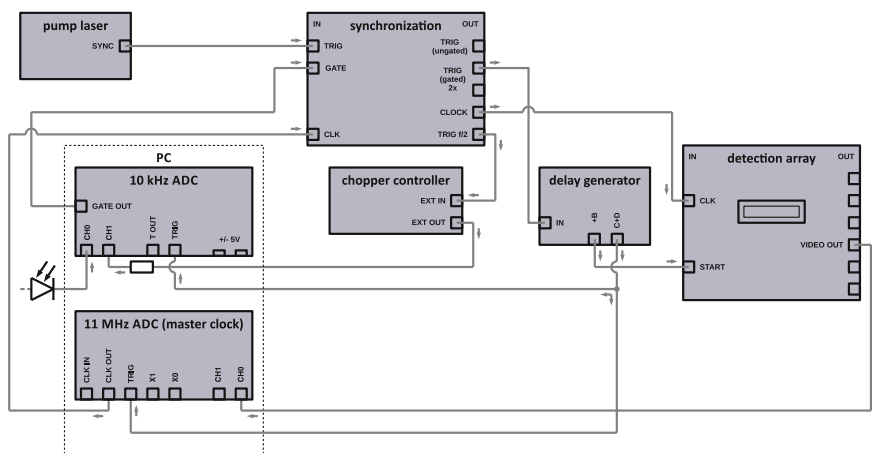 pump laser
SYNC
IN
synchronization
OUT
TRIG
TRIG
(ungated)
GATE
TRIG
(gated)
2x
CLOCK
CLK
TRIG f/2
PC
10 kHz ADC
GATE OUT
CH0
CH1
T OUT
TRIG
+/- 5V
chopper controller
EXT IN
EXT OUT
delay generator
IN
+B
C+D
IN
detection array
OUT
CLK
VIDEO OUT
START
11 MHz ADC (master clock)
CLK IN
CLK OUT
TRIG
X1
X0
CH1
CH0